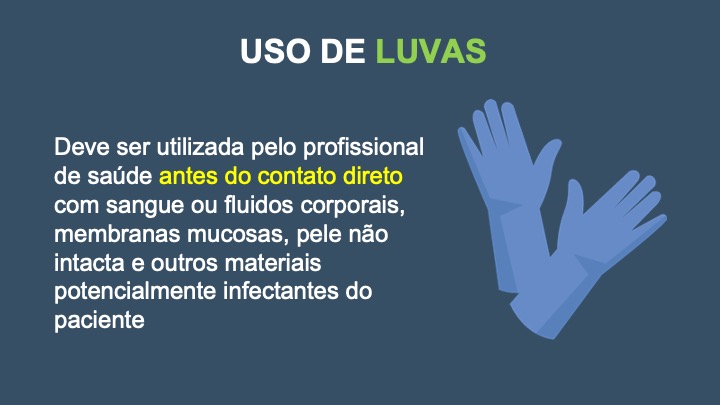 USO DE LUVAS
Deve ser utilizada pelo profissional
de saúde antes do contato direto
com sangue ou fluidos corporais,
membranas mucosas, pele não
intacta e outros materiais
potencialmente infectantes do
paciente